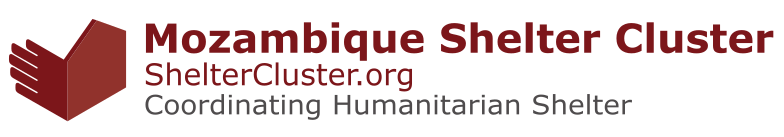 Mozambique Shelter Cluster
ShelterCluster.org
Coordinating Humanitarian Shelter